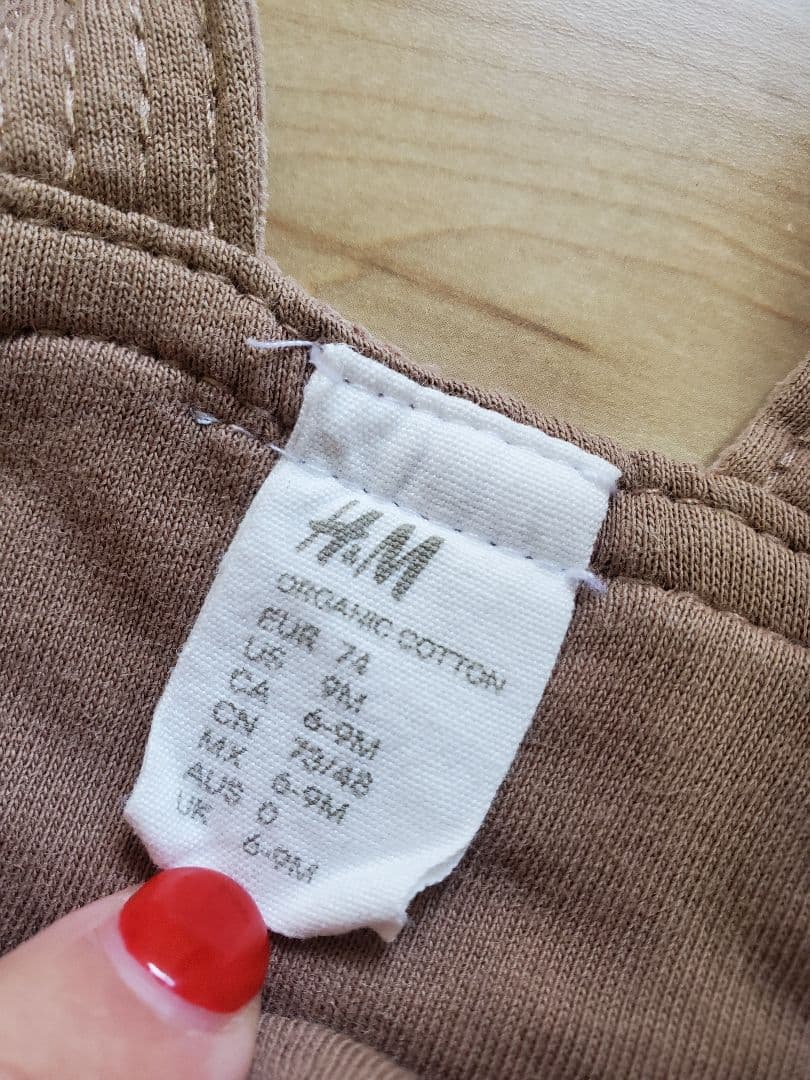 H&M
ORGANIC COTTON
EUR 74
US 9M
CA 6-9M
CN 73/48
MX 6-9M
AUS 0
UK 6-9M